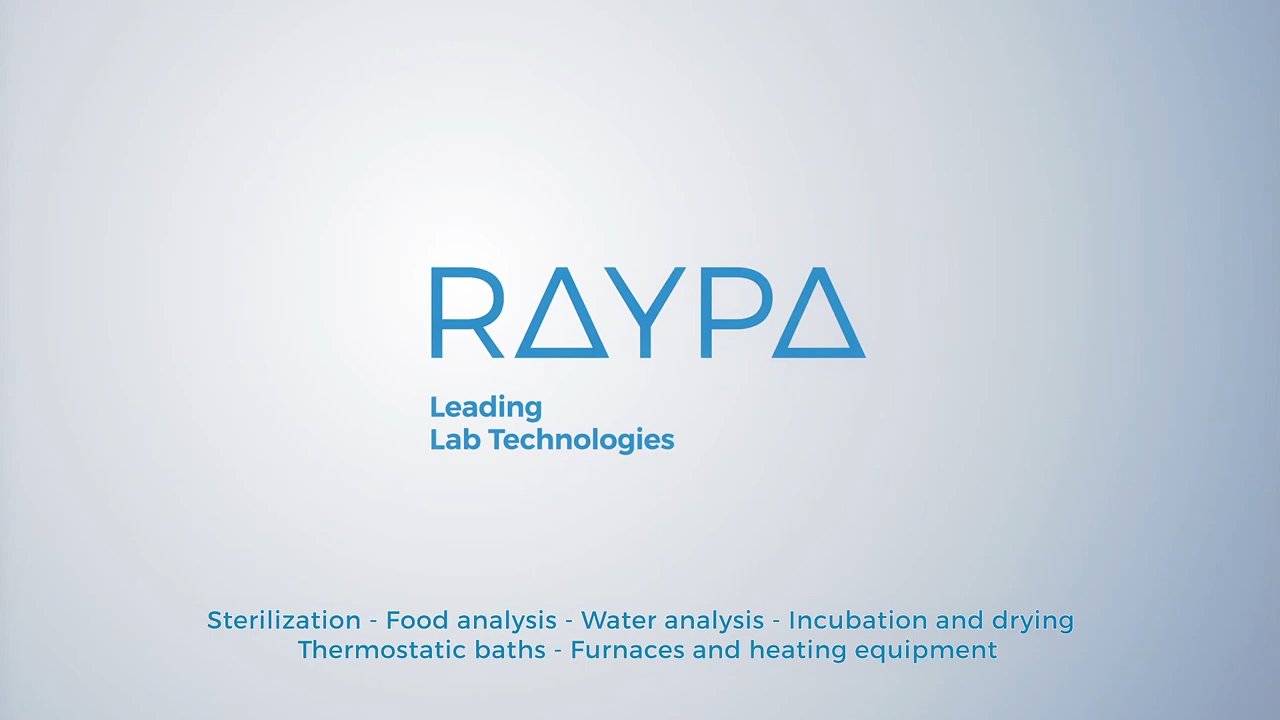 RAYPA
Leading
Lab Technologies
Sterilization - Food analysis - Water analysis - Incubation and drying
Thermostatic baths - Furnaces and heating equipment